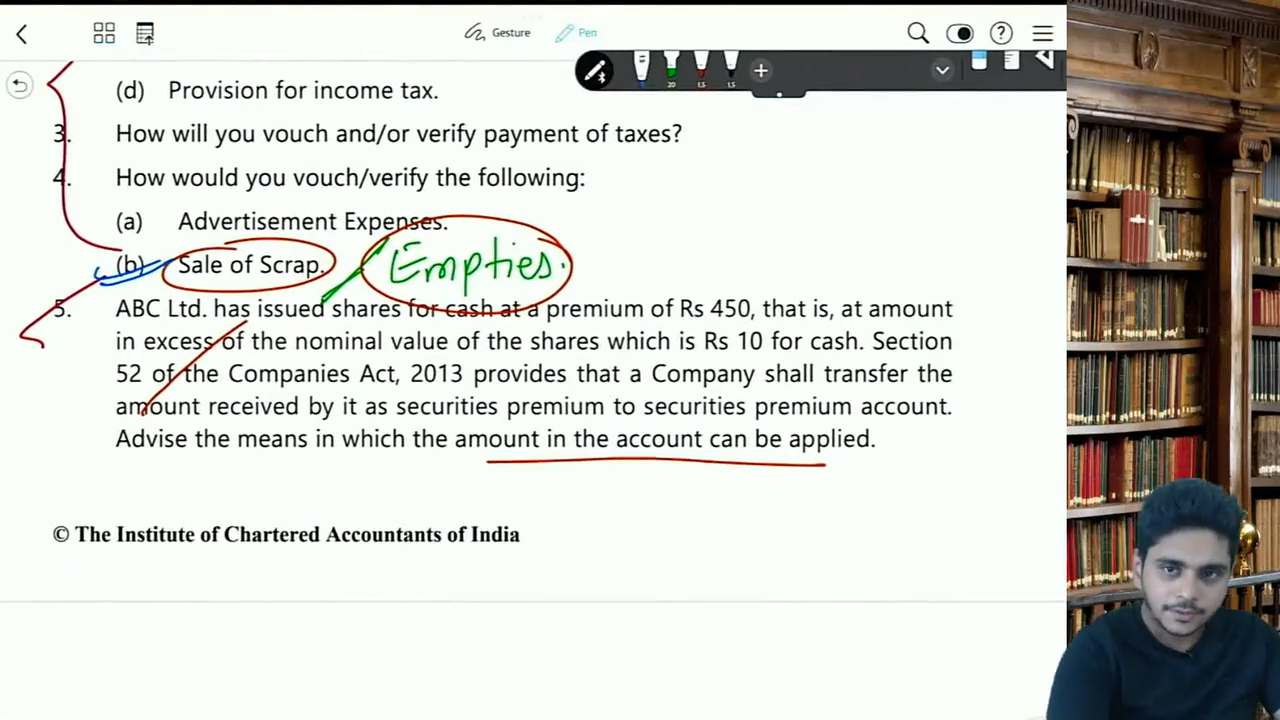 Gesture
Pen
(d) Provision for income tax.
3. How will you vouch and/or verify payment of taxes?
4. How would you vouch/verify the following:
(a) Advertisement Expenses.
(b) Sale of Scrap. Empties.
5. ABC Ltd. has issued shares for cash at a premium of Rs 450, that is, at amount
in excess of the nominal value of the shares which is Rs 10 for cash. Section
52 of the Companies Act, 2013 provides that a Company shall transfer the
amount received by it as securities premium to securities premium account.
Advise the means in which the amount in the account can be applied.
© The Institute of Chartered Accountants of India